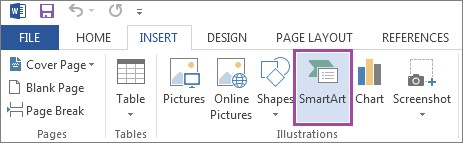 FILE HOME INSERT DESIGN PAGE LAYOUT REFERENCES
Cover Page
Blank Page
Page Break
Pages
Table
Tables
Pictures
Online
Pictures
Shapes
SmartArt
Chart
Screenshot
Illustrations